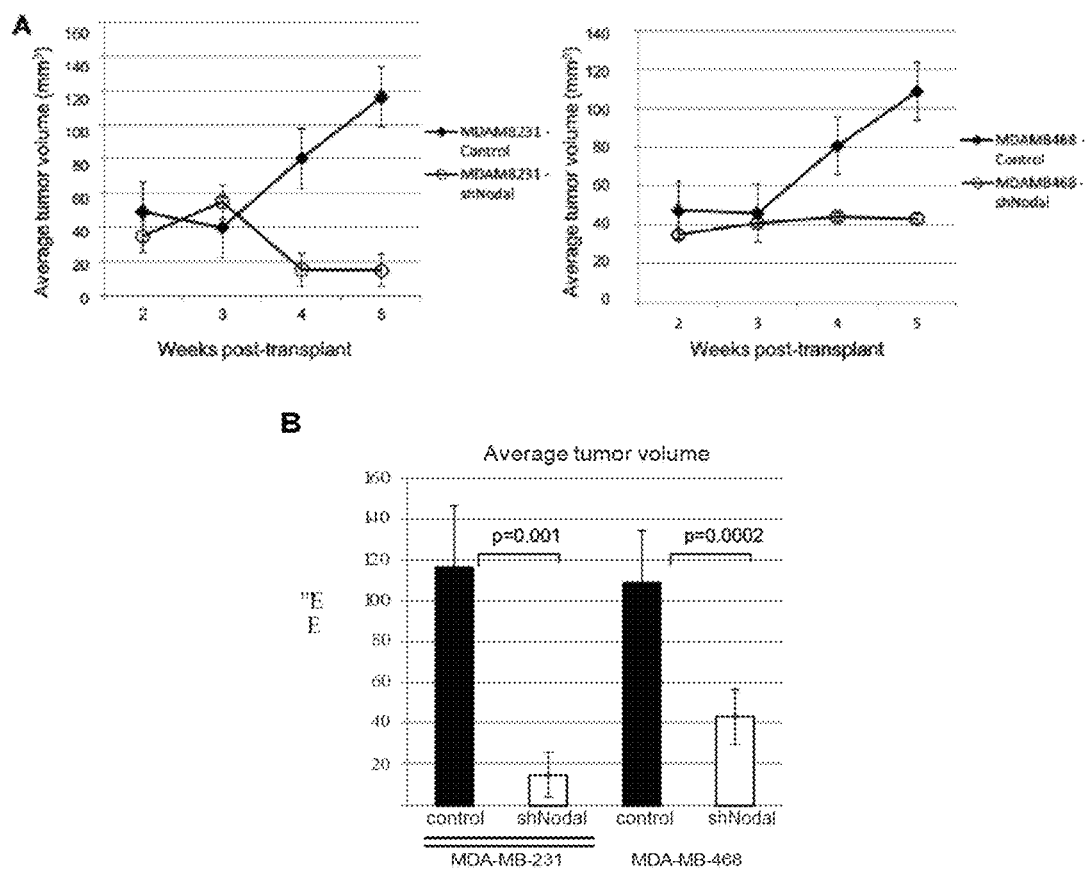 A
Average tumor volume (mm³)
160
140
120
100
80
60
40
20
0
2 3 4 5
Weeks post-transplant
MDAMB231 -
Control
MDAMB231 -
shNodal
Average tumor volume (mm³)
140
120
100
80
60
40
20
0
2 3 4 5
Weeks post-transplant
MDAMB468 -
Control
MDAMB468 -
shNodal
B
Average tumor volume
160
140
120
100
80
60
40
20
"E
E
p=0.001
p=0.0002
control shNodal control shNodal
MDA-MB-231 MDA-MB-468